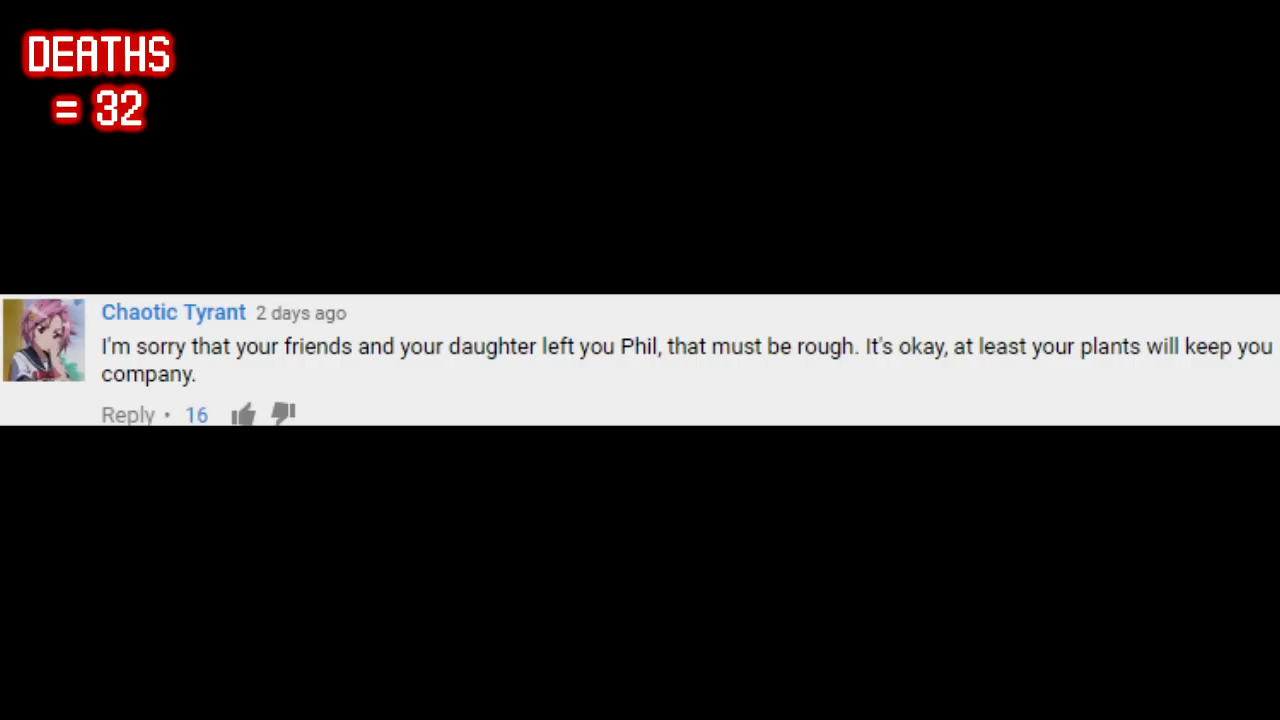 DEATHS
= 32
Chaotic Tyrant 2 days ago
I'm sorry that your friends and your daughter left you Phil, that must be rough. It's okay, at least your plants will keep you
company.
Reply • 16